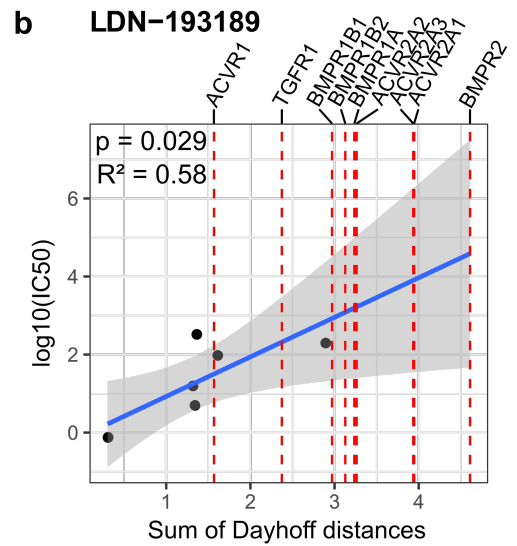 b LDN−193189
ACVR1
TGFR1
BMPR1B1
BMPR1B2
BMPR1A
ACVR2A2
ACVR2A3
ACVR2A1
BMPR2
p = 0.029
R² = 0.58
6
4
2
0
log10(IC50)
1 2 3 4
Sum of Dayhoff distances